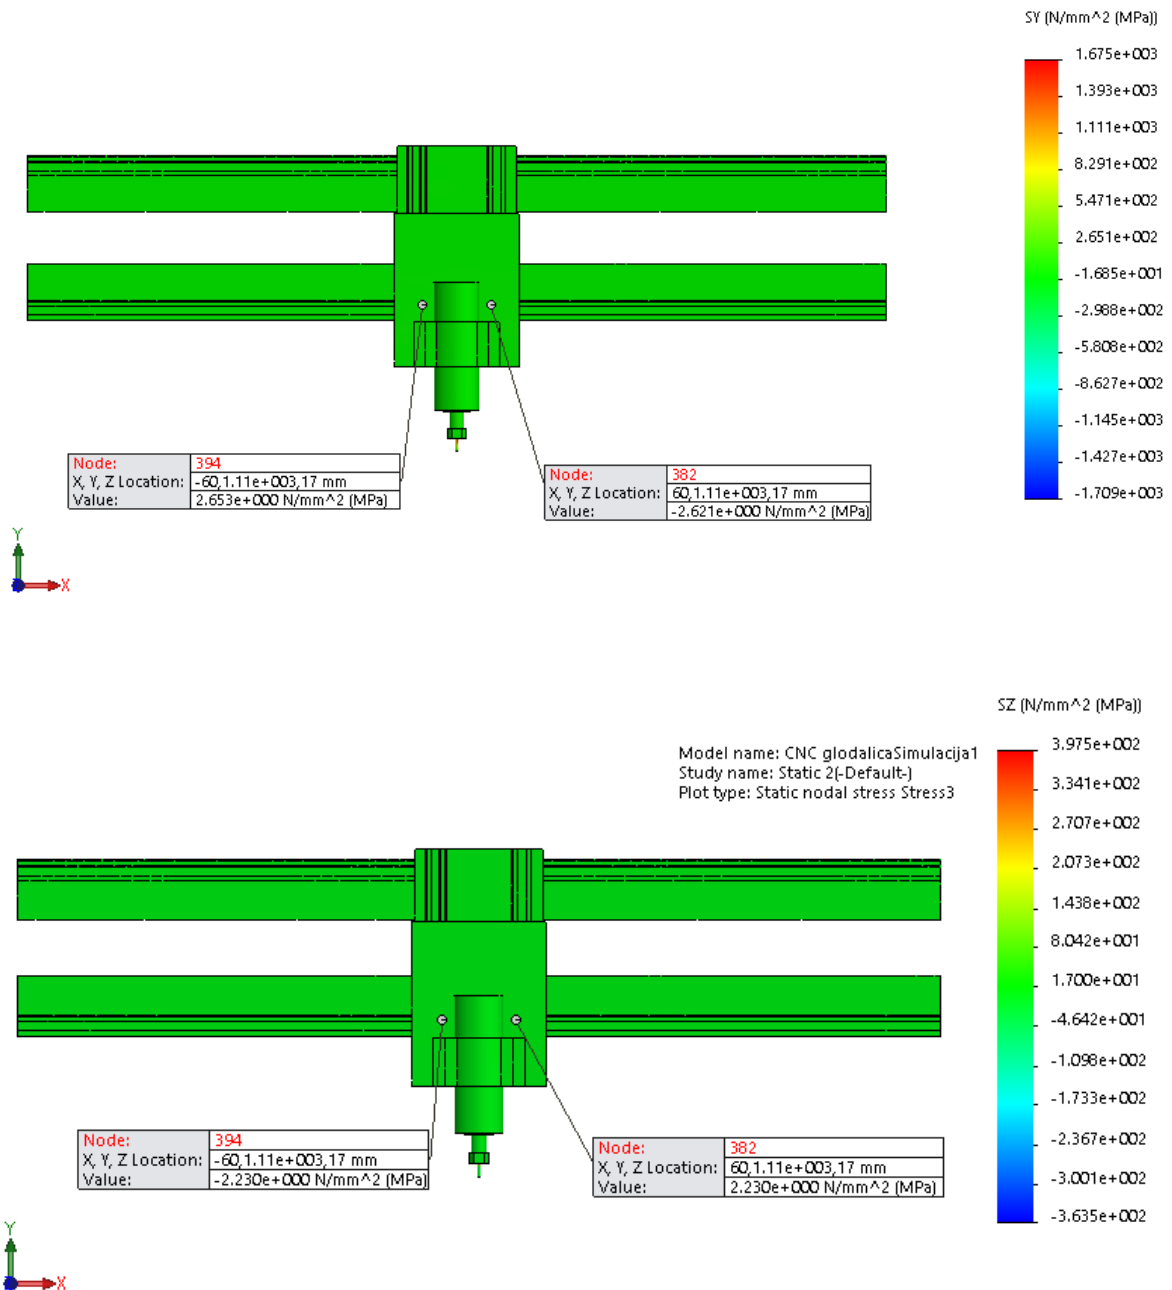 SY (N/mm^2 (MPa))
1.675e+003
1.393e+003
1.111e+003
8.291e+002
5.471e+002
2.651e+002
-1.685e+001
-2.988e+002
-5.808e+002
-8.627e+002
-1.145e+003
-1.427e+003
-1.709e+003
Node: 394
X, Y, Z Location: -60,1.11e+003,17 mm
Value: 2.653e+000 N/mm^2 (MPa)
Node: 382
X, Y, Z Location: 60,1.11e+003,17 mm
Value: -2.621e+000 N/mm^2 (MPa)
Y
X
SZ (N/mm^2 (MPa))
Model name: CNC glodalicaSimulacija1
Study name: Static 2(-Default-)
Plot type: Static nodal stress Stress3
3.975e+002
3.341e+002
2.707e+002
2.073e+002
1.438e+002
8.042e+001
1.700e+001
-4.642e+001
-1.098e+002
-1.733e+002
-2.367e+002
-3.001e+002
-3.635e+002
Node: 394
X, Y, Z Location: -60,1.11e+003,17 mm
Value: -2.230e+000 N/mm^2 (MPa)
Node: 382
X, Y, Z Location: 60,1.11e+003,17 mm
Value: 2.230e+000 N/mm^2 (MPa)
Y
X